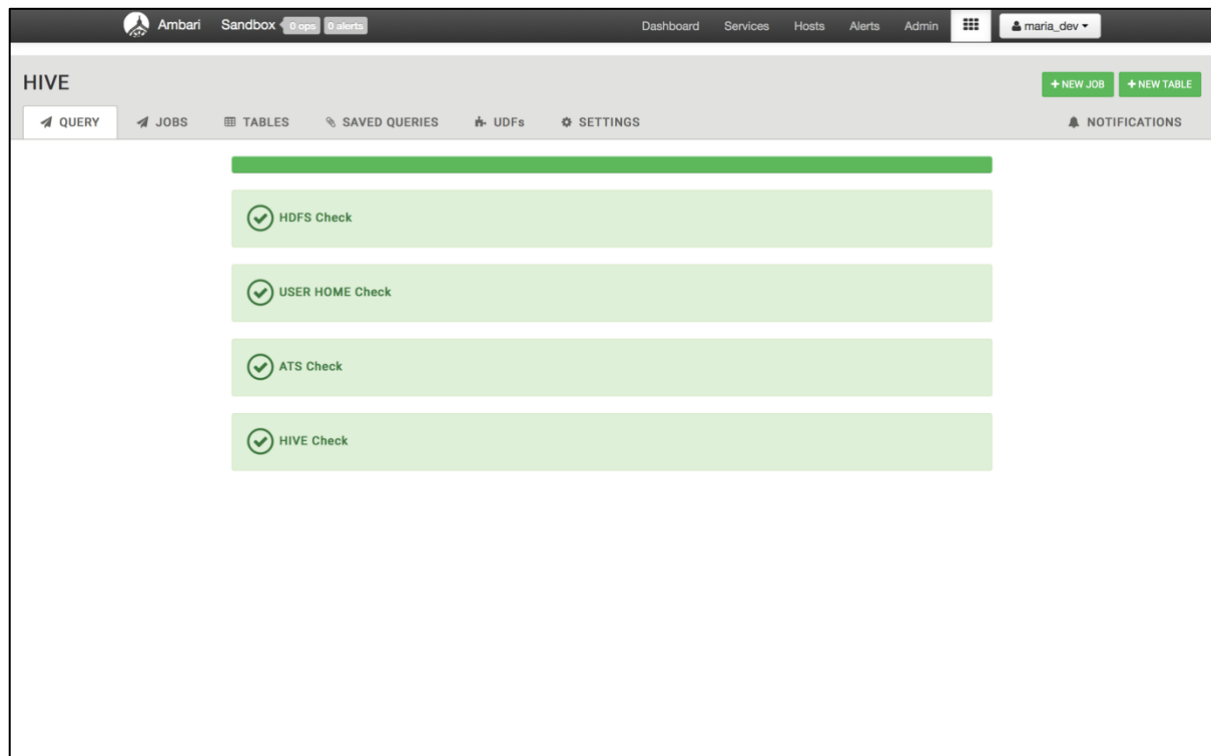 Ambari Sandbox 0 ops 0 alerts Dashboard Services Hosts Alerts Admin maria_dev
HIVE
+ NEW JOB + NEW TABLE
QUERY JOBS TABLES SAVED QUERIES UDFs SETTINGS NOTIFICATIONS
HDFS Check
USER HOME Check
ATS Check
HIVE Check